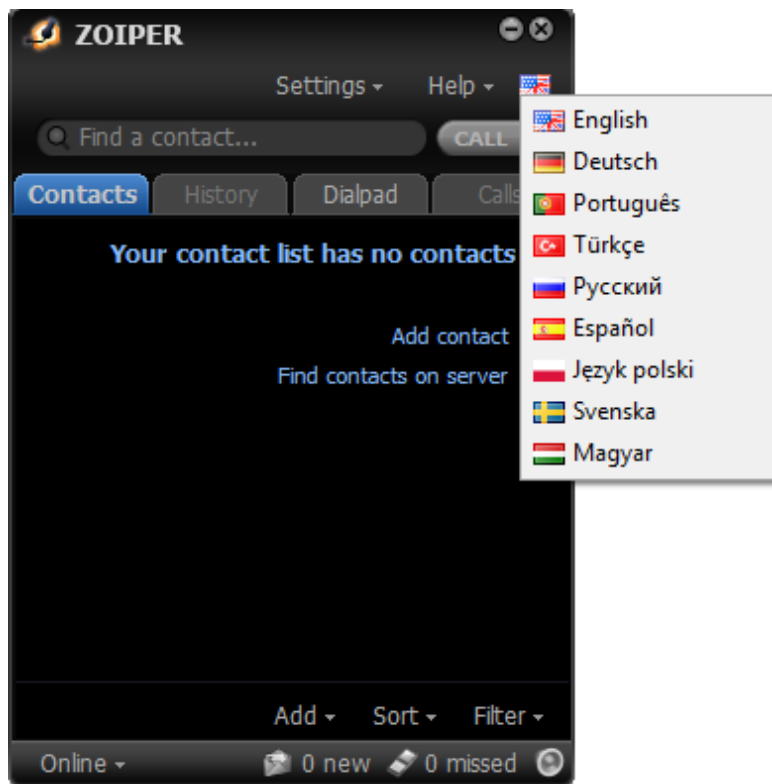 ZOIPER
Settings Help
Find a contact... CALL
Contacts History Dialpad Calls
Your contact list has no contacts
Add contact
Find contacts on server
English
Deutsch
Português
Türkçe
Русский
Español
Język polski
Svenska
Magyar
Add Sort Filter
Online 0 new 0 missed